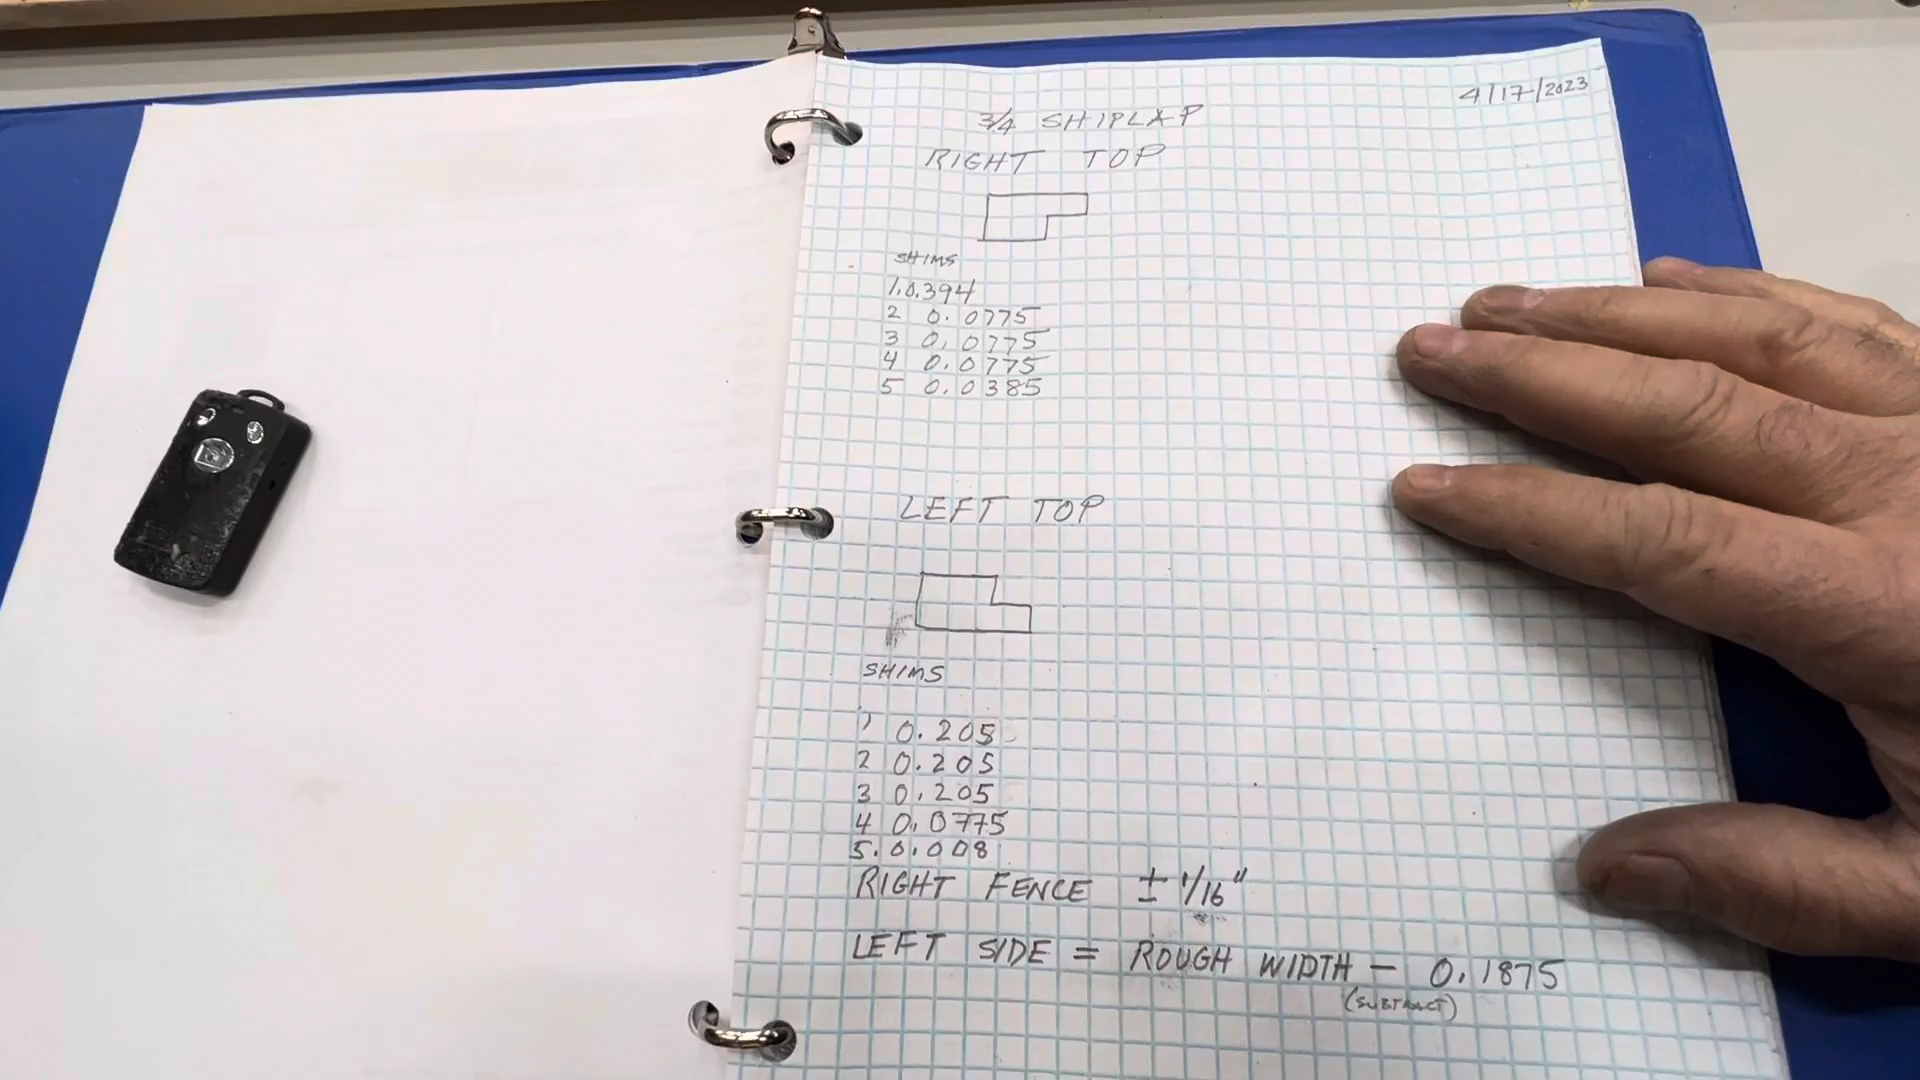 4/17/2023
3/4 SHIPLAP
RIGHT TOP
SHIMS
1.0.394
2 0.0775
3 0.0775
4 0.0775
5 0.0385
LEFT TOP
SHIMS
1 0.205
2 0.205
3 0.205
4 0.0775
5.0.008
RIGHT FENCE ± 1/16"
LEFT SIDE = ROUGH WIDTH - 0.1875
(SUBTRACT)